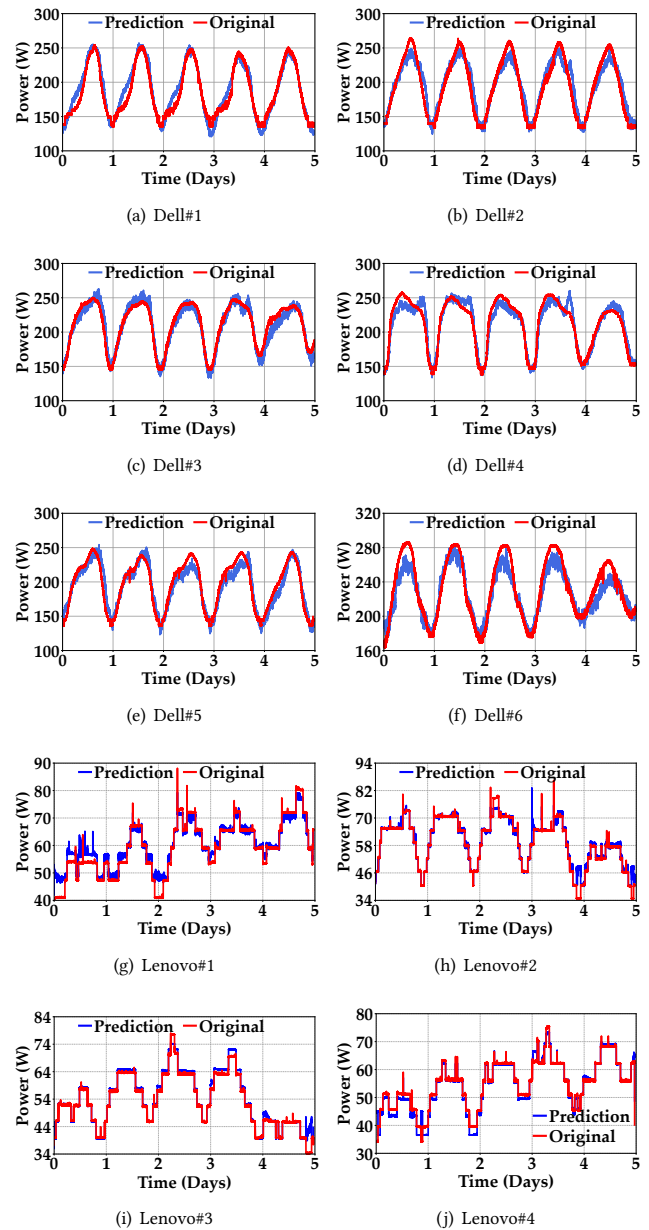 Prediction Original
Power (W)
300
250
200
150
100
0 1 2 3 4 5
Time (Days)
(a) Dell#1
Prediction Original
Power (W)
300
250
200
150
100
0 1 2 3 4 5
Time (Days)
(b) Dell#2
Prediction Original
Power (W)
300
250
200
150
100
0 1 2 3 4 5
Time (Days)
(c) Dell#3
Prediction Original
Power (W)
300
250
200
150
100
0 1 2 3 4 5
Time (Days)
(d) Dell#4
Prediction Original
Power (W)
300
250
200
150
100
0 1 2 3 4 5
Time (Days)
(e) Dell#5
Prediction Original
Power (W)
320
280
240
200
160
0 1 2 3 4 5
Time (Days)
(f) Dell#6
Prediction Original
Power (W)
90
80
70
60
50
40
0 1 2 3 4 5
Time (Days)
(g) Lenovo#1
Prediction Original
Power (W)
94
82
70
58
46
34
0 1 2 3 4 5
Time (Days)
(h) Lenovo#2
Prediction Original
Power (W)
84
74
64
54
44
34
0 1 2 3 4 5
Time (Days)
(i) Lenovo#3
Power (W)
80
70
60
50
40
30
Prediction
Original
0 1 2 3 4 5
Time (Days)
(j) Lenovo#4